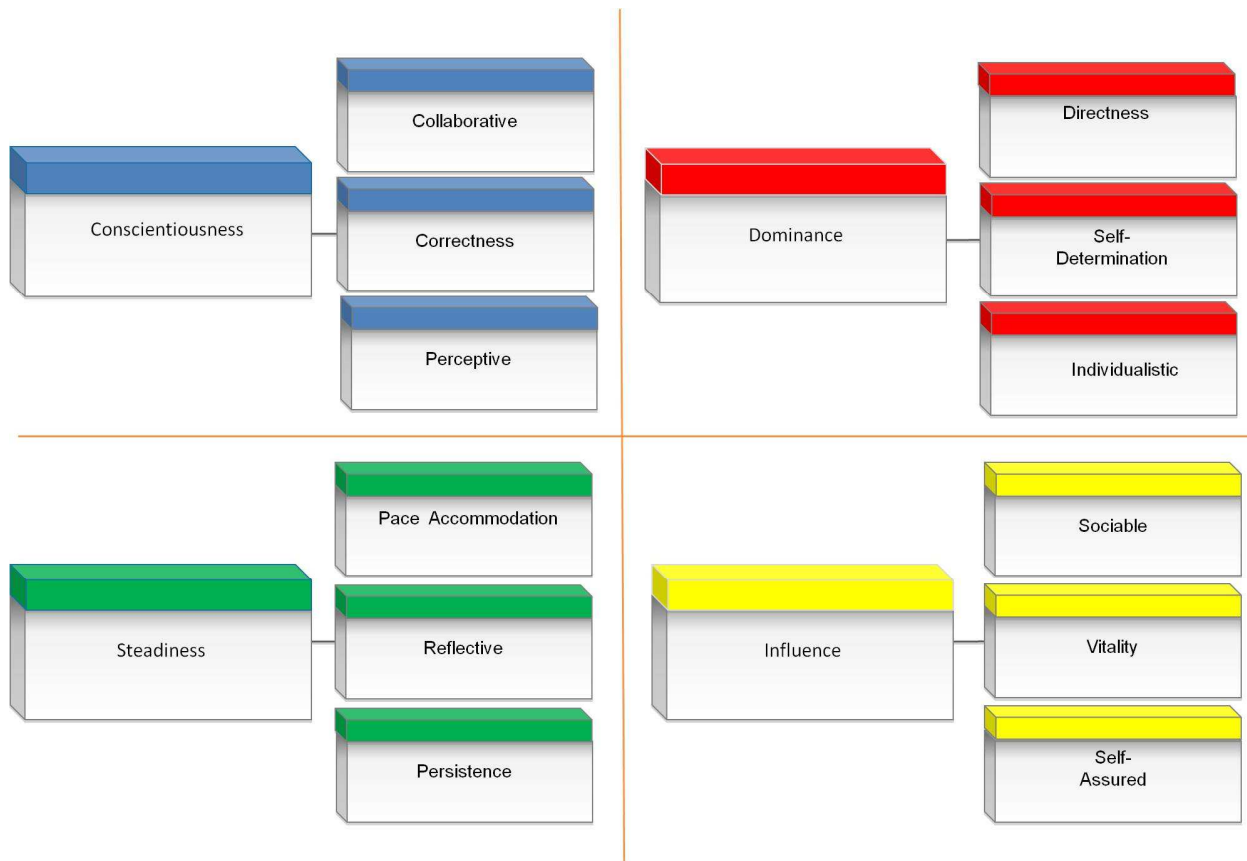 Conscientiousness
Collaborative
Correctness
Perceptive
Dominance
Directness
Self-
Determination
Individualistic
Steadiness
Pace Accommodation
Reflective
Persistence
Influence
Sociable
Vitality
Self-
Assured